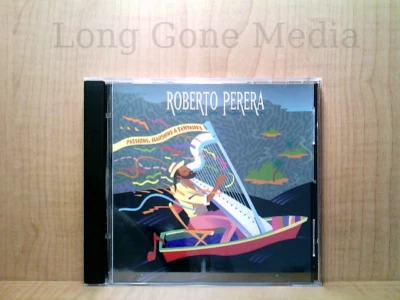 Long Gone Media
ROBERTO PERERA
PASSIONS, ILLUSIONS & FANTASIES